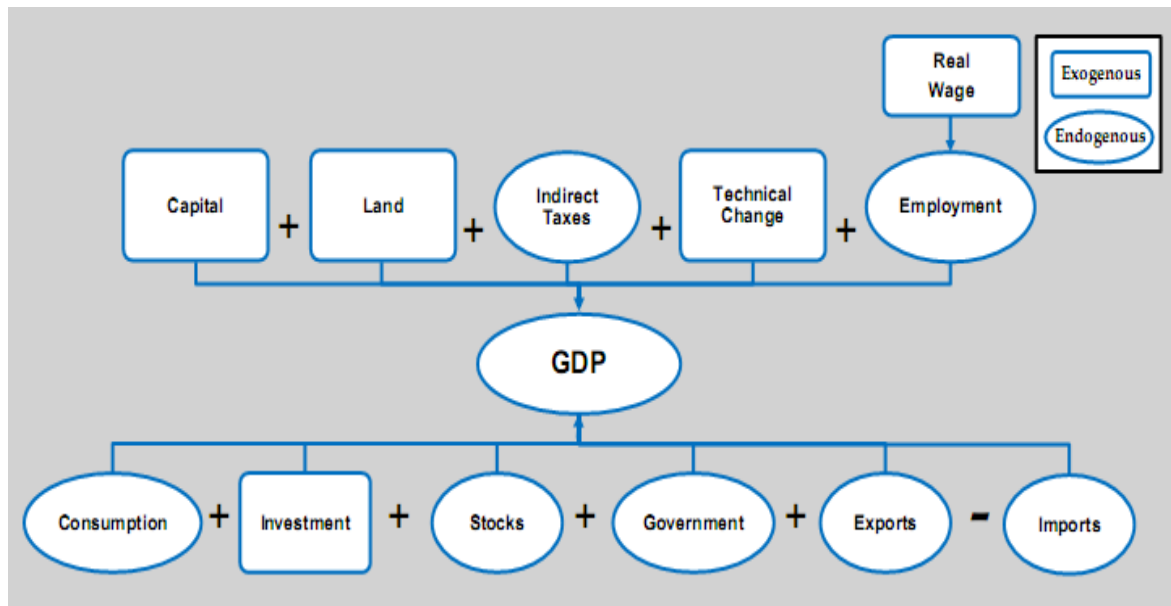 Real
Wage
Exogenous
Endogenous
Capital
+
Land
+
Indirect
Taxes
+
Technical
Change
+
Employment
GDP
Consumption
+
Investment
+
Stocks
+
Government
+
Exports
-
Imports